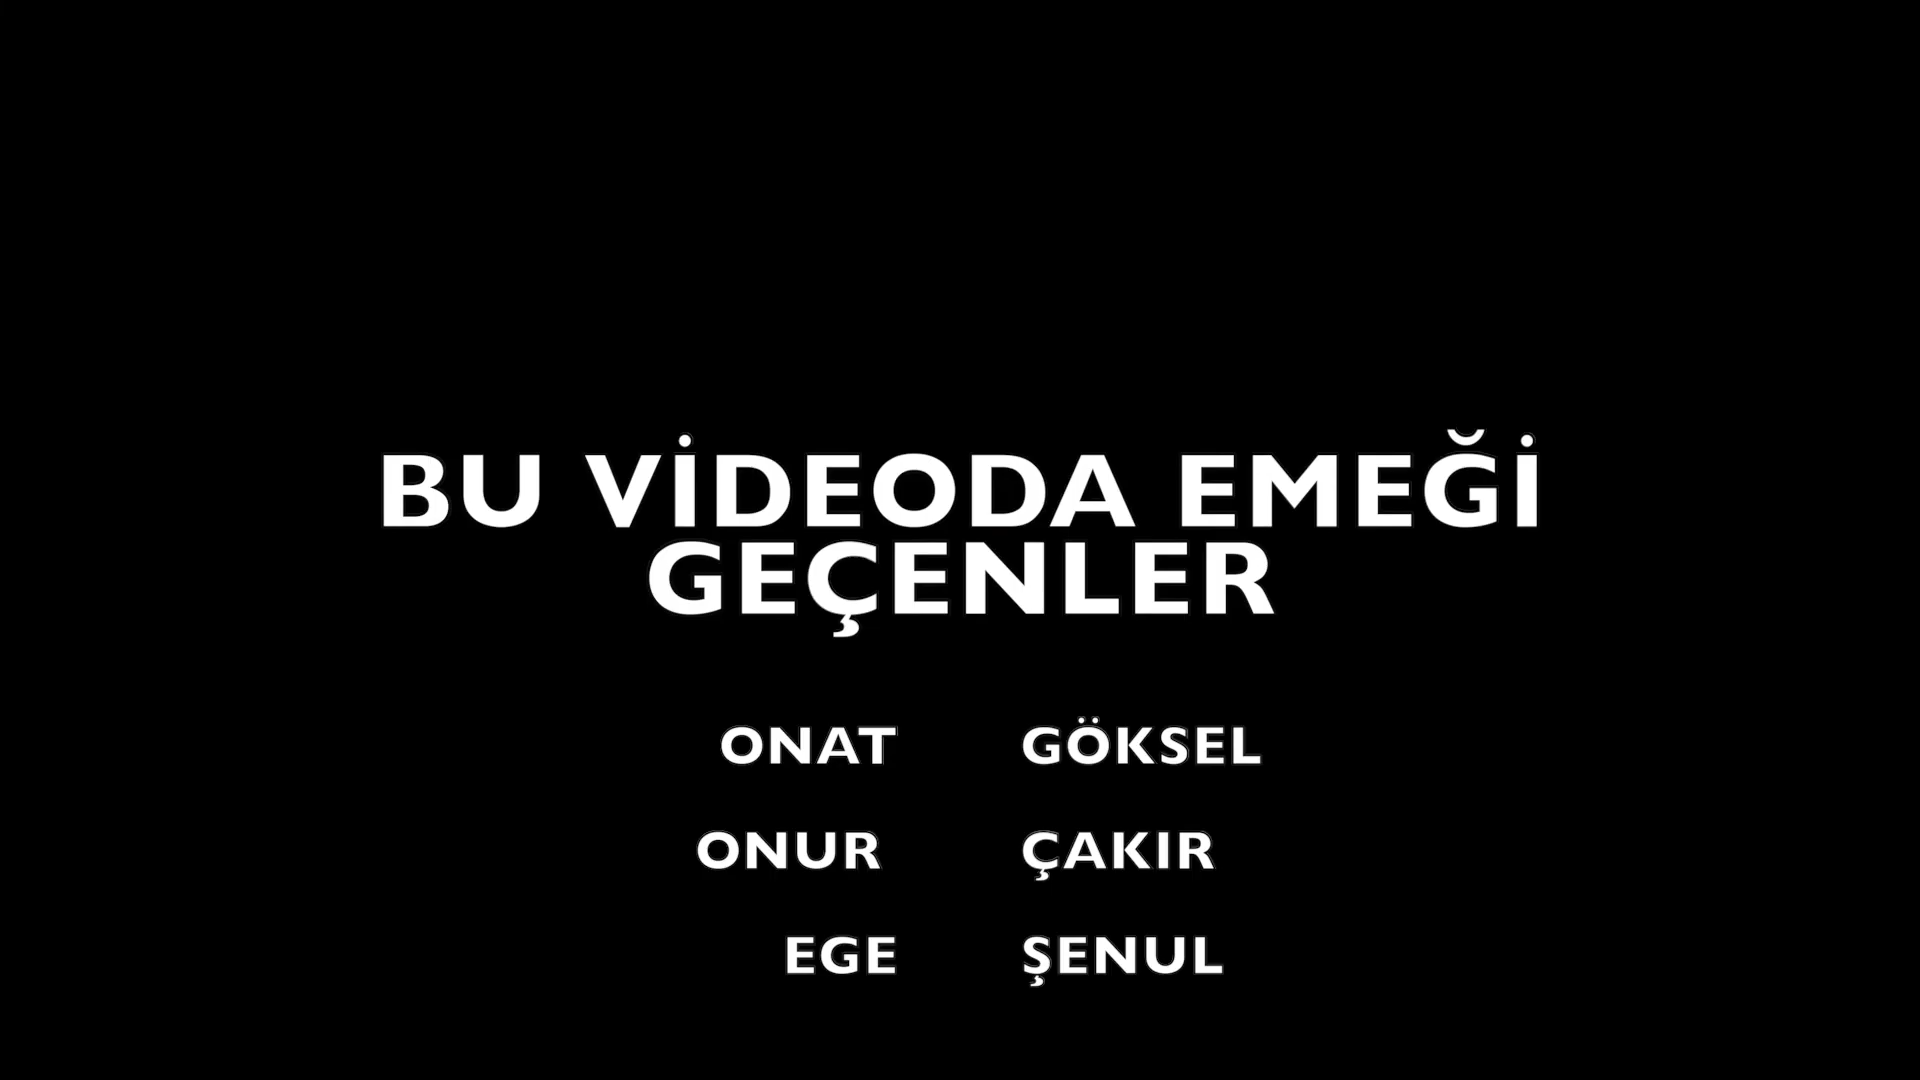 BU VİDEODA EMEĞİ
GEÇENLER
ONAT GÖKSEL
ONUR ÇAKIR
EGE ŞENUL